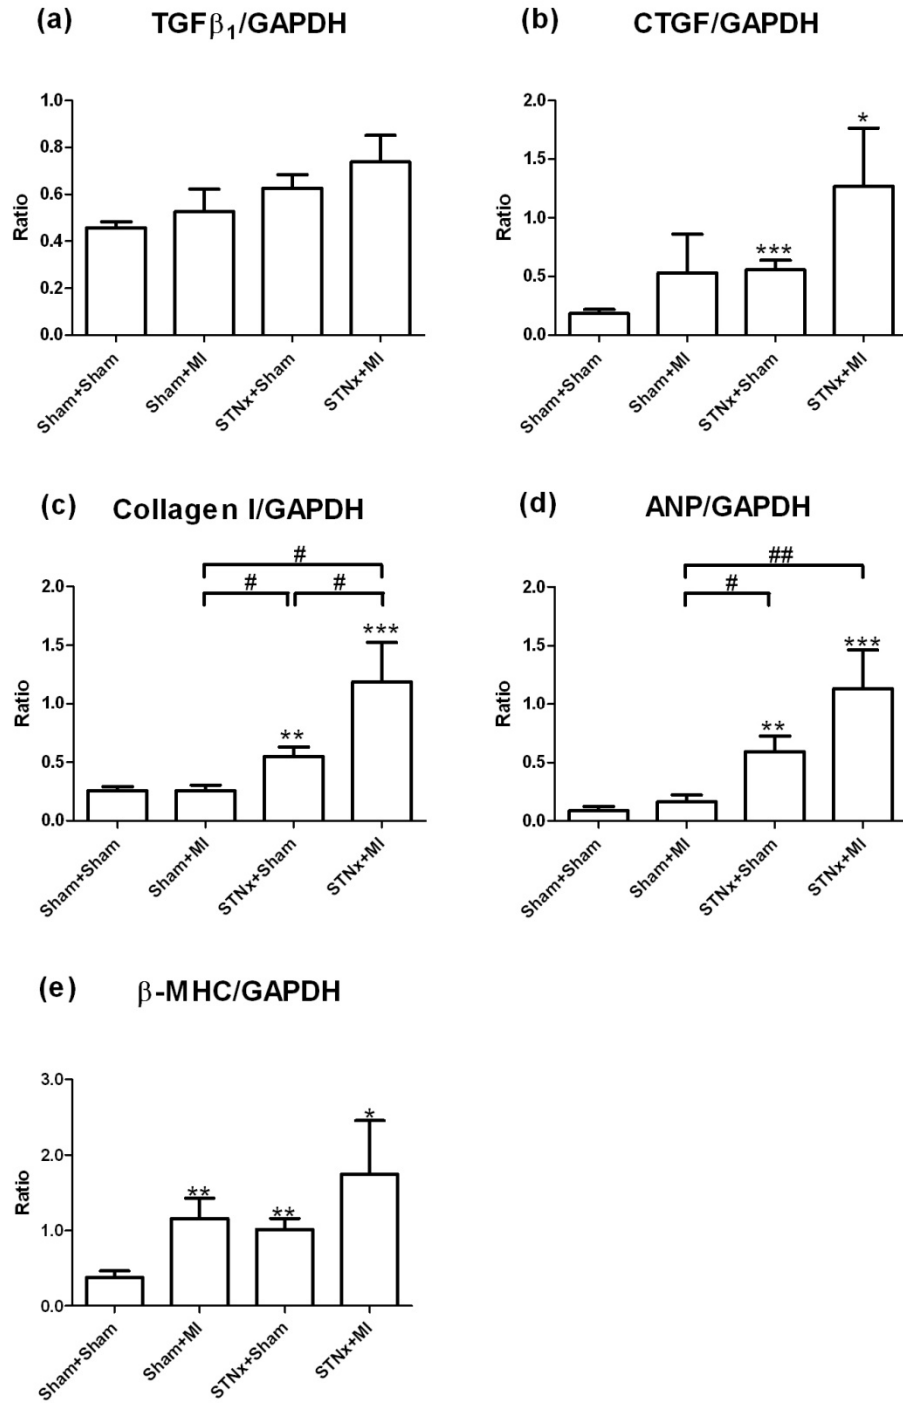 (a) TGFβ1/GAPDH
1.0
0.8
0.6
0.4
0.2
0.0
Ratio
Sham+Sham
Sham+MI
STNx+Sham
STNx+MI
(b) CTGF/GAPDH
2.0
1.5
1.0
0.5
0.0
Ratio
***
*
Sham+Sham
Sham+MI
STNx+Sham
STNx+MI
(c) Collagen I/GAPDH
#
# #
2.0
1.5
1.0
0.5
0.0
Ratio
**
***
Sham+Sham
Sham+MI
STNx+Sham
STNx+MI
(d) ANP/GAPDH
##
#
2.0
1.5
1.0
0.5
0.0
Ratio
**
***
Sham+Sham
Sham+MI
STNx+Sham
STNx+MI
(e) β-MHC/GAPDH
3.0
2.0
1.0
0.0
Ratio
**
**
*
Sham+Sham
Sham+MI
STNx+Sham
STNx+MI